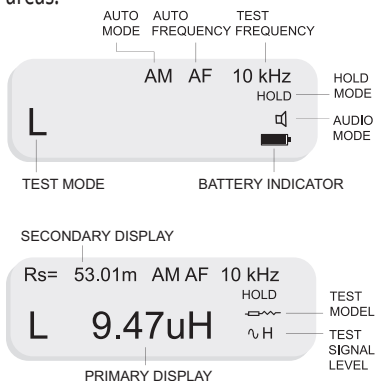 areas.
AUTO AUTO TEST
MODE FREQUENCY FREQUENCY
AM AF 10 kHz
HOLD
HOLD
MODE
L
AUDIO
MODE
TEST MODE
BATTERY INDICATOR
SECONDARY DISPLAY
Rs= 53.01m AM AF 10 kHz
HOLD
L 9.47uH
H
TEST
MODEL
TEST
SIGNAL
LEVEL
PRIMARY DISPLAY